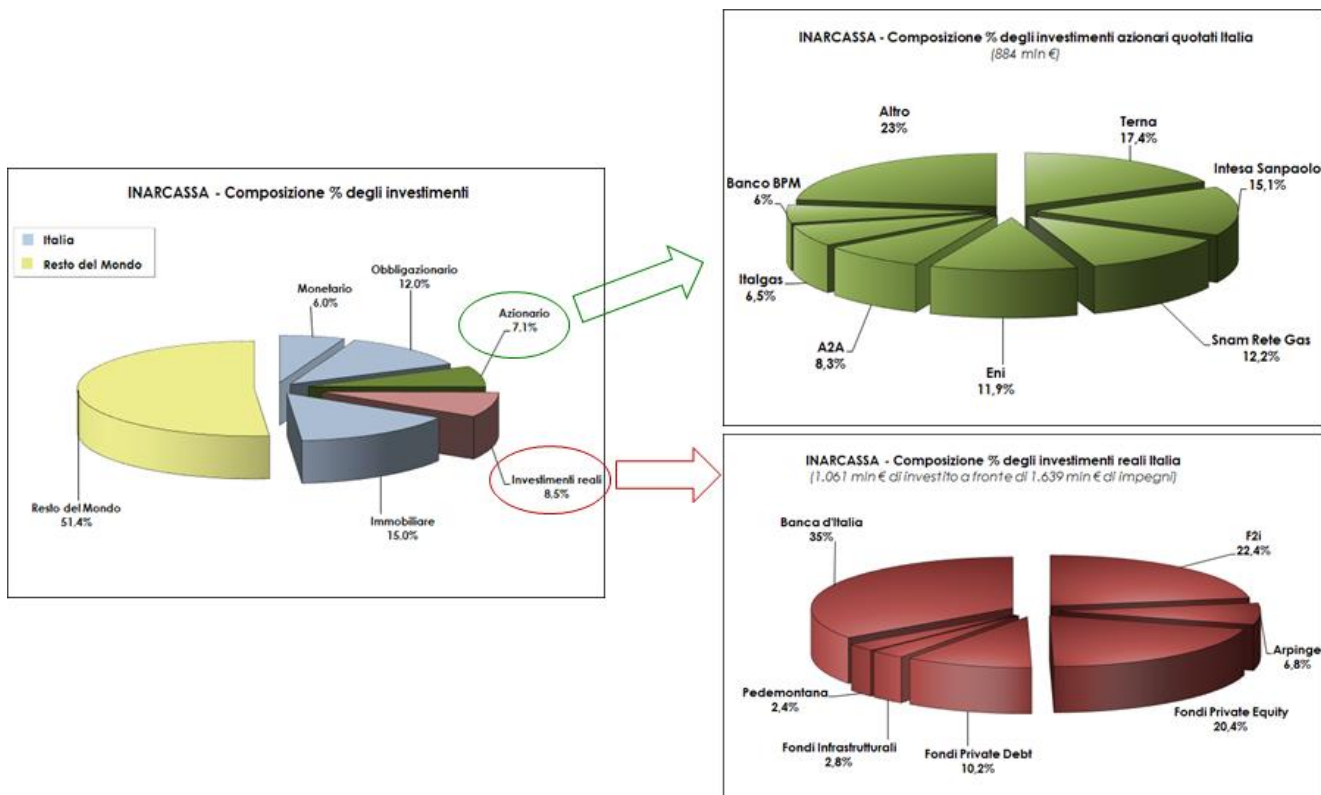 INARCASSA - Composizione % degli investimenti
Italia
Resto del Mondo
Monetario
6.0%
Obbligazionario
12.0%
Azionario
7.1%
Investimenti reali
8.5%
Immobiliare
15.0%
Resto del Mondo
51.4%
INARCASSA - Composizione % degli investimenti azionari quotati Italia
(884 mln €)
Altro
23%
Terna
17,4%
Intesa Sanpaolo
15,1%
Banco BPM
6%
Italgas
6,5%
A2A
8,3%
Eni
11,9%
Snam Rete Gas
12,2%
INARCASSA - Composizione % degli investimenti reali Italia
(1.061 mln € di investito a fronte di 1.639 mln € di impegni)
Banca d'Italia
35%
F2i
22,4%
Arpinge
6,8%
Pedemontana
2,4%
Fondi Infrastrutturali
2,8%
Fondi Private Debt
10,2%
Fondi Private Equity
20,4%